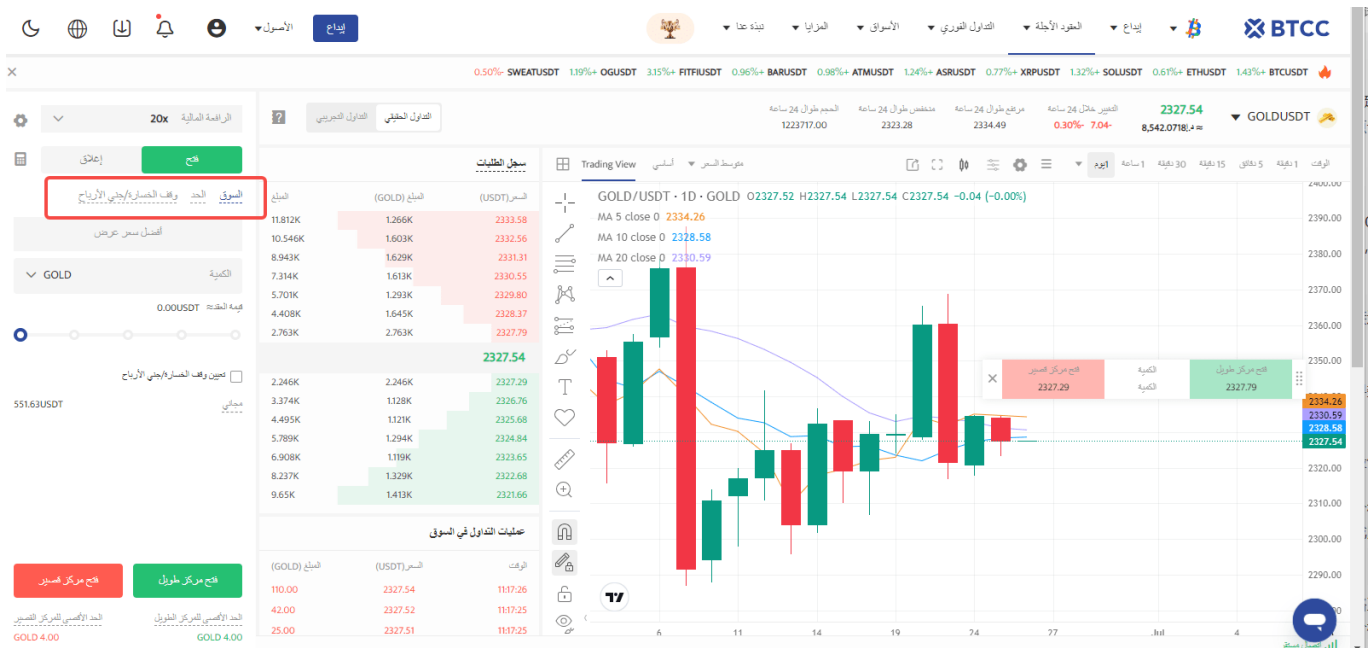 BTCC
إيداع
العقود الآجلة
التداول الفوري
الأسواق
المزايا
نبذة عنا
إيداع
الأصول
BTCUSDT +1.43%
ETHUSDT +0.61%
SOLUSDT +1.32%
XRPUSDT +0.77%
ASRUSDT +1.24%
ATMUSDT +0.98%
BARUSDT +0.96%
FITFIUSDT +3.15%
OGUSDT +1.19%
SWEATUSDT -0.50%
GOLDUSDT
2327.54
≈ 8,542.0718
التغيير خلال 24 ساعة
-7.04 -0.30%
مرتفع طوال 24 ساعة
2334.49
منخفض طوال 24 ساعة
2323.28
الحجم طوال 24 ساعة
1223717.00
التداول الحقيقي
التداول التجريبي
الرافعة المالية 20x
الوقت 1 دقيقة 5 دقائق 15 دقيقة 30 دقيقة 1 ساعة 1يوم
متوسط السعر
أساسي
Trading View
GOLD/USDT · 1D · GOLD O2327.52 H2327.54 L2327.54 C2327.54 −0.04 (−0.00%)
MA 5 close 0 2334.26
MA 10 close 0 2328.58
MA 20 close 0 2330.59
2400.00
2390.00
2380.00
2370.00
2360.00
2350.00
2334.26
2330.59
2328.58
2327.54
2320.00
2310.00
2300.00
2290.00
فتح مركز طويل
2327.79
الكمية
الكمية
فتح مركز قصير
2327.29
6 11 14 19 24 27 Jul 4
سجل الطلبات
السعر(USDT) المبلغ (GOLD) المبلغ
2333.58 1.266K 11.812K
2332.56 1.603K 10.546K
2331.31 1.629K 8.943K
2330.55 1.613K 7.314K
2329.80 1.293K 5.701K
2328.37 1.645K 4.408K
2327.79 2.763K 2.763K
2327.54
2327.29 2.246K 2.246K
2326.76 1.128K 3.374K
2325.68 1.121K 4.495K
2324.84 1.294K 5.789K
2323.65 1.119K 6.908K
2322.68 1.329K 8.237K
2321.66 1.413K 9.65K
عمليات التداول في السوق
الوقت السعر(USDT) المبلغ (GOLD)
11:17:26 2327.54 110.00
11:17:25 2327.52 42.00
11:17:25 2327.51 25.00
فتح
إغلاق
السوق الحد وقف الخسارة/جني الأرباح
أفضل سعر عرض
الكمية
GOLD
قيمة العقد≈ 0.00USDT
تعيين وقف الخسارة/جني الأرباح
مجاني
551.63USDT
فتح مركز طويل
فتح مركز قصير
الحد الأقصى للمركز الطويل
GOLD 4.00
الحد الأقصى للمركز القصير
GOLD 4.00